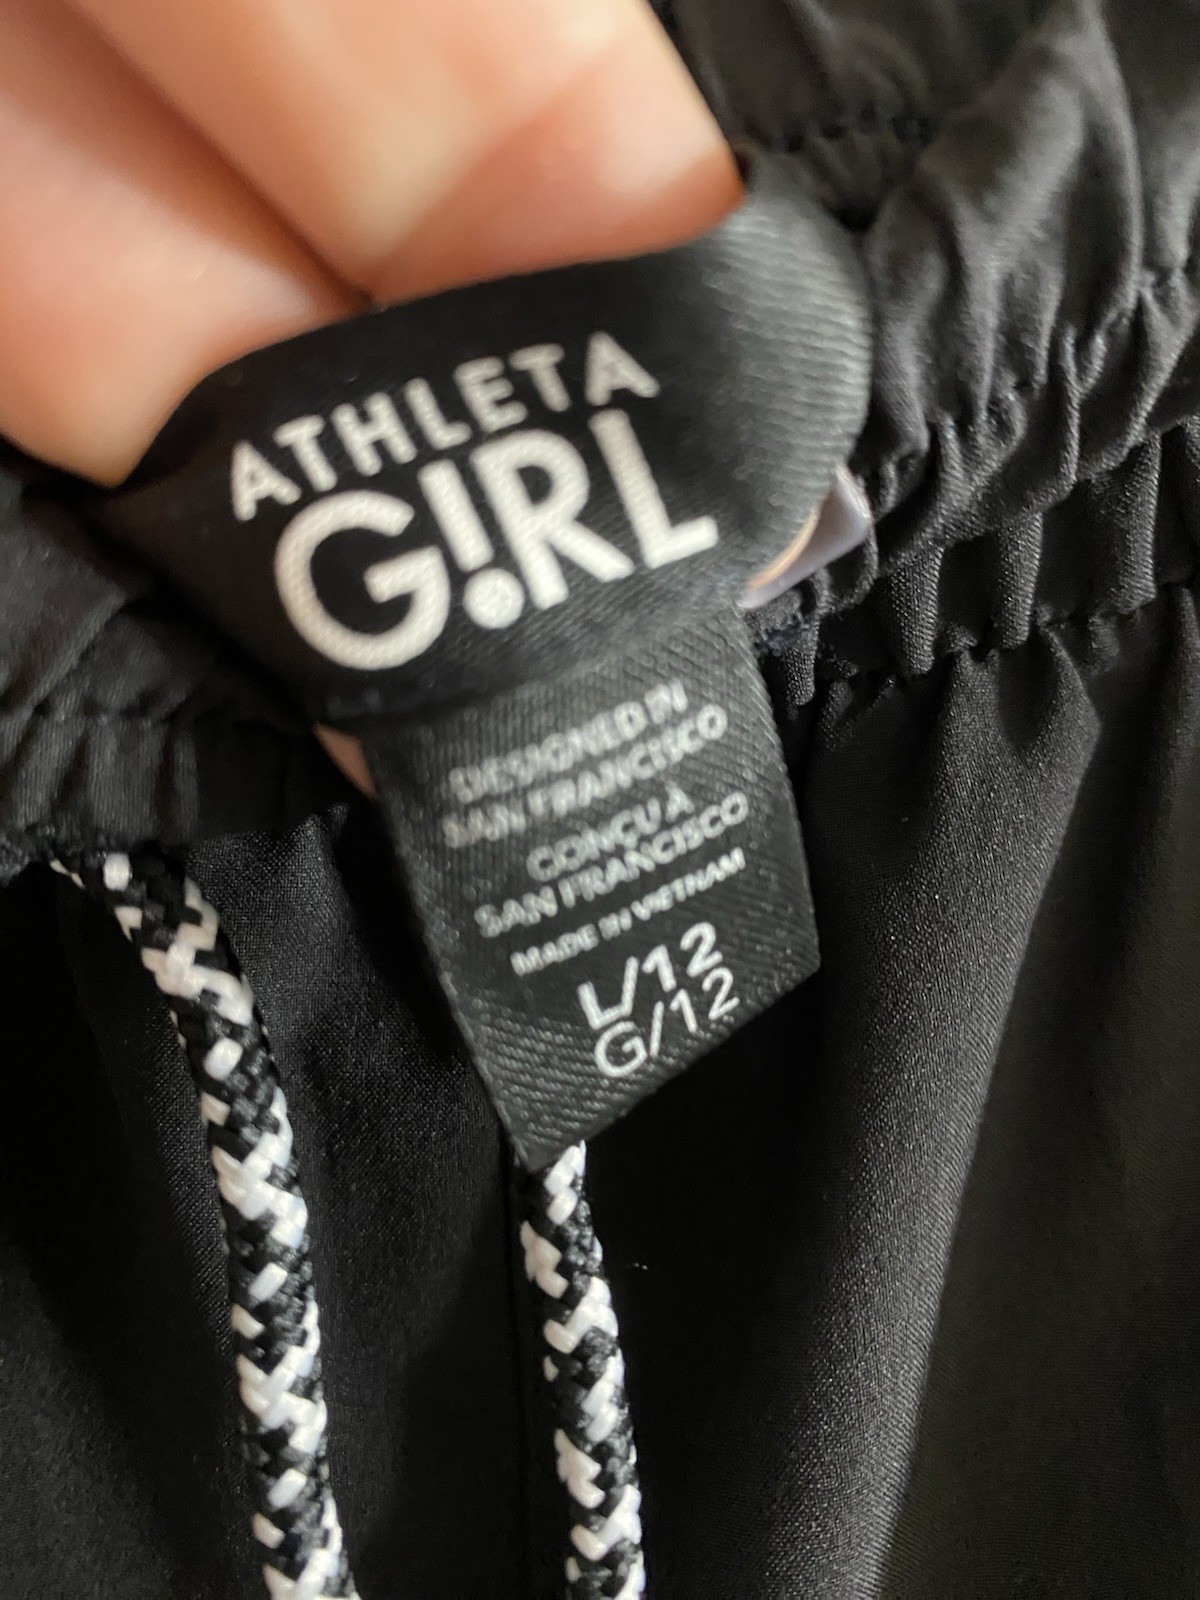 ATHLETA
G!RL
DESIGNED IN
SAN FRANCISCO
CONÇU À
SAN FRANCISCO
MADE IN VIETNAM
L/12
G/12